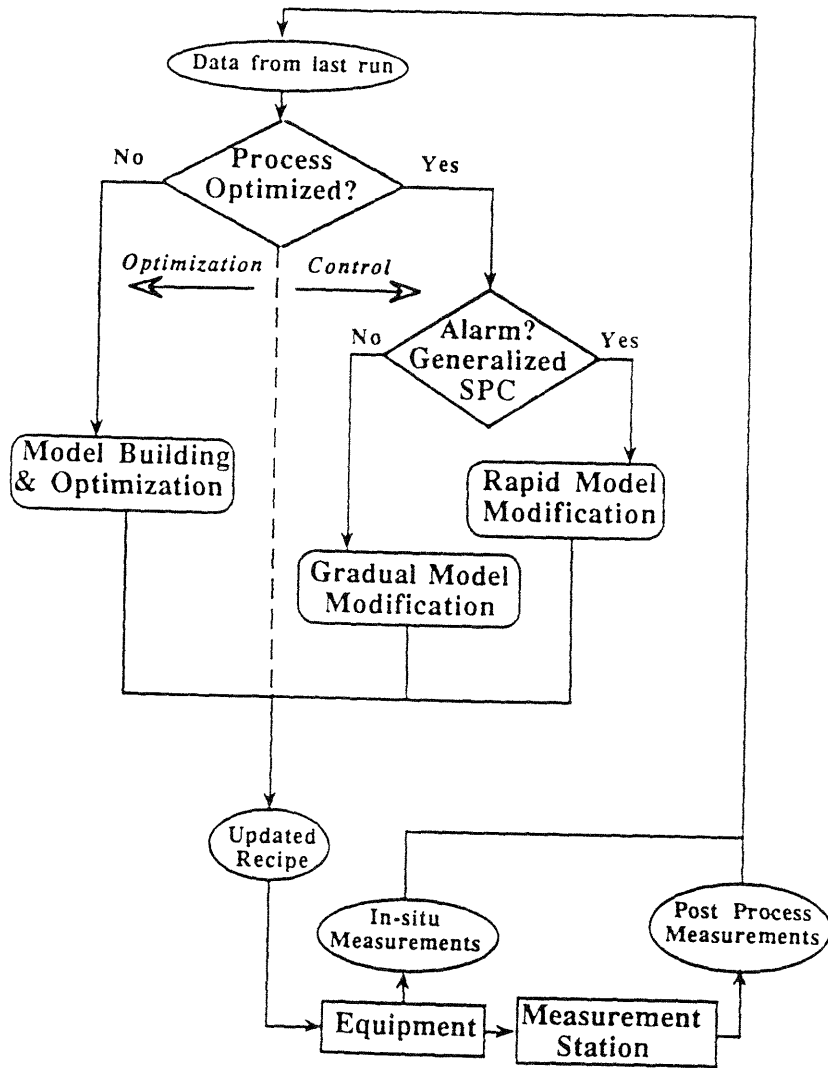 Data from last run
No
Process
Optimized?
Yes
Optimization
Control
No
Alarm?
Generalized
SPC
Yes
Model Building
& Optimization
Rapid Model
Modification
Gradual Model
Modification
Updated
Recipe
In-situ
Measurements
Post Process
Measurements
Equipment
Measurement
Station